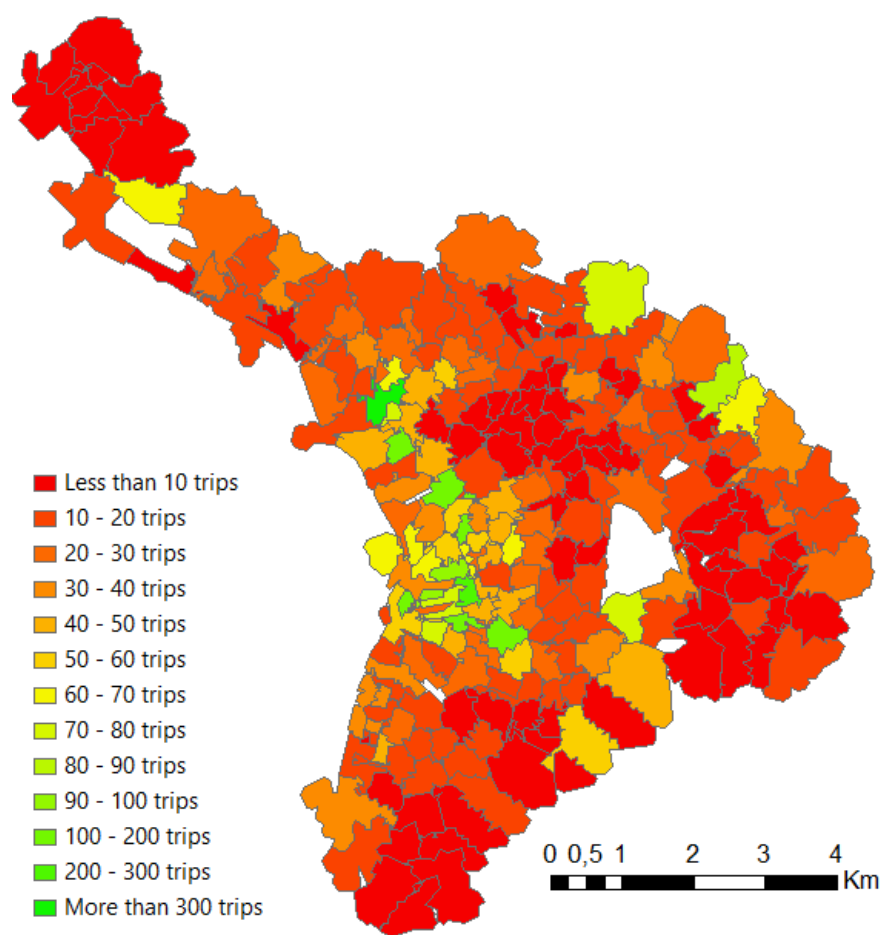 Less than 10 trips
10 - 20 trips
20 - 30 trips
30 - 40 trips
40 - 50 trips
50 - 60 trips
60 - 70 trips
70 - 80 trips
80 - 90 trips
90 - 100 trips
100 - 200 trips
200 - 300 trips
More than 300 trips
0 0,5 1 2 3 4
Km